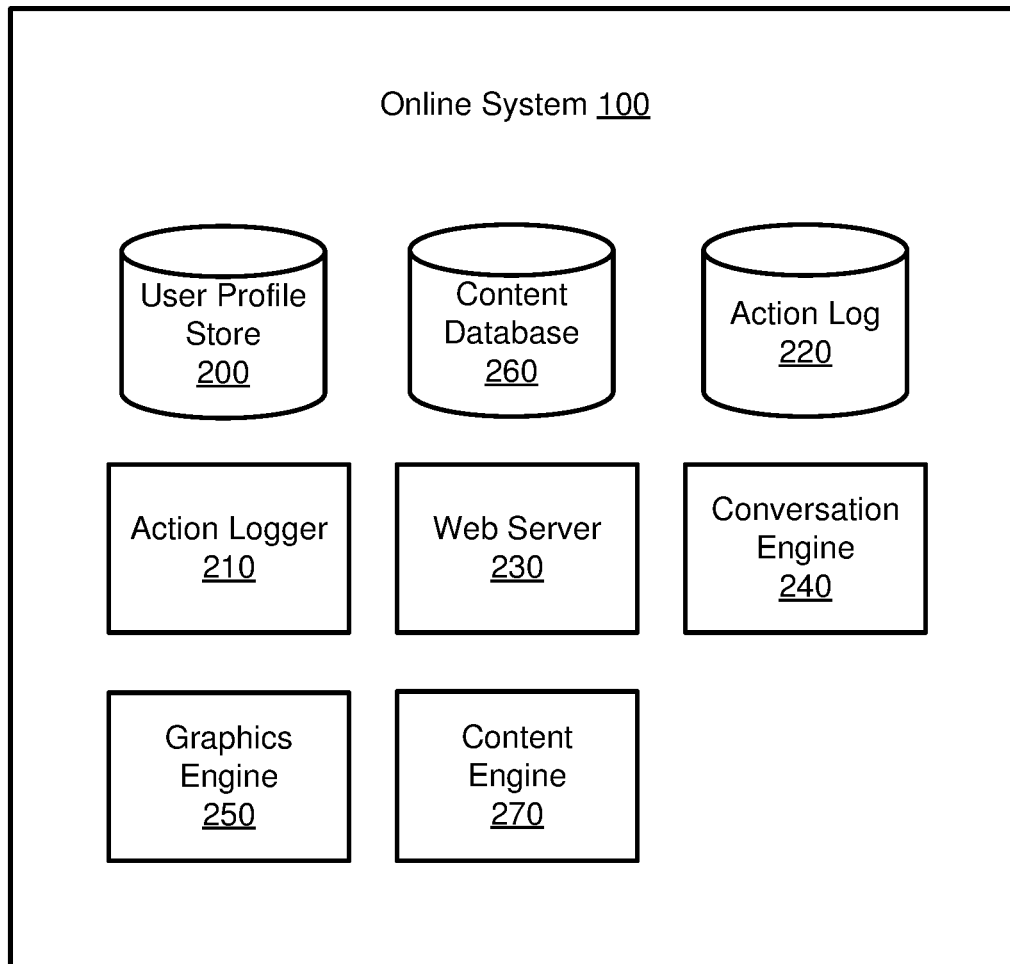 Online System 100
User Profile
Store
200
Content
Database
260
Action Log
220
Action Logger
210
Web Server
230
Conversation
Engine
240
Graphics
Engine
250
Content
Engine
270